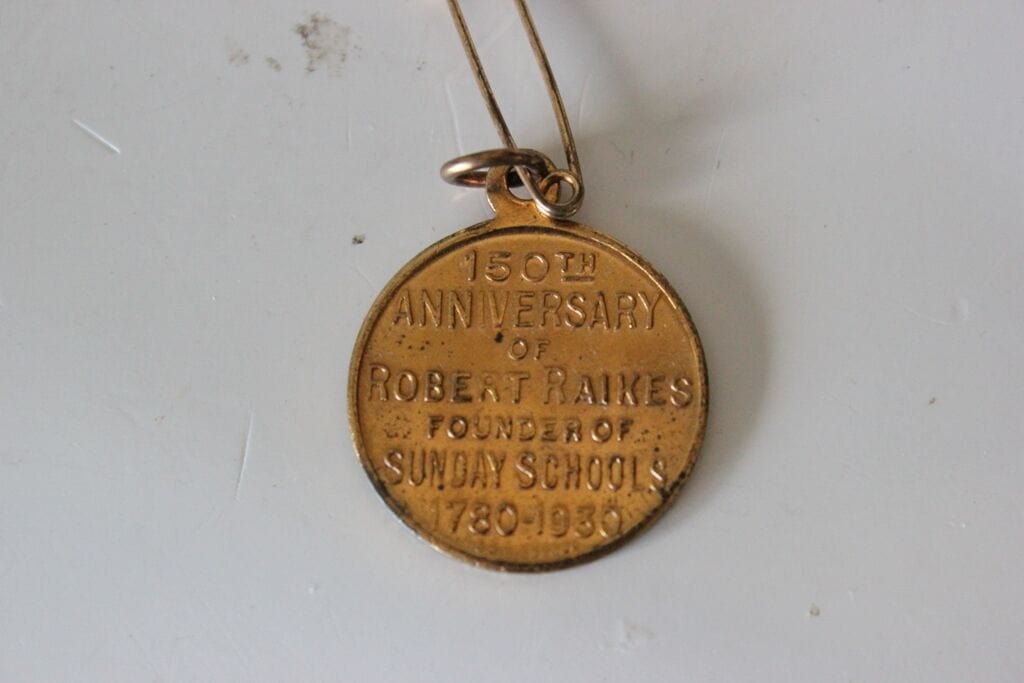 150TH
ANNIVERSARY
OF
ROBERT RAIKES
FOUNDER OF
SUNDAY SCHOOLS
1780-1930